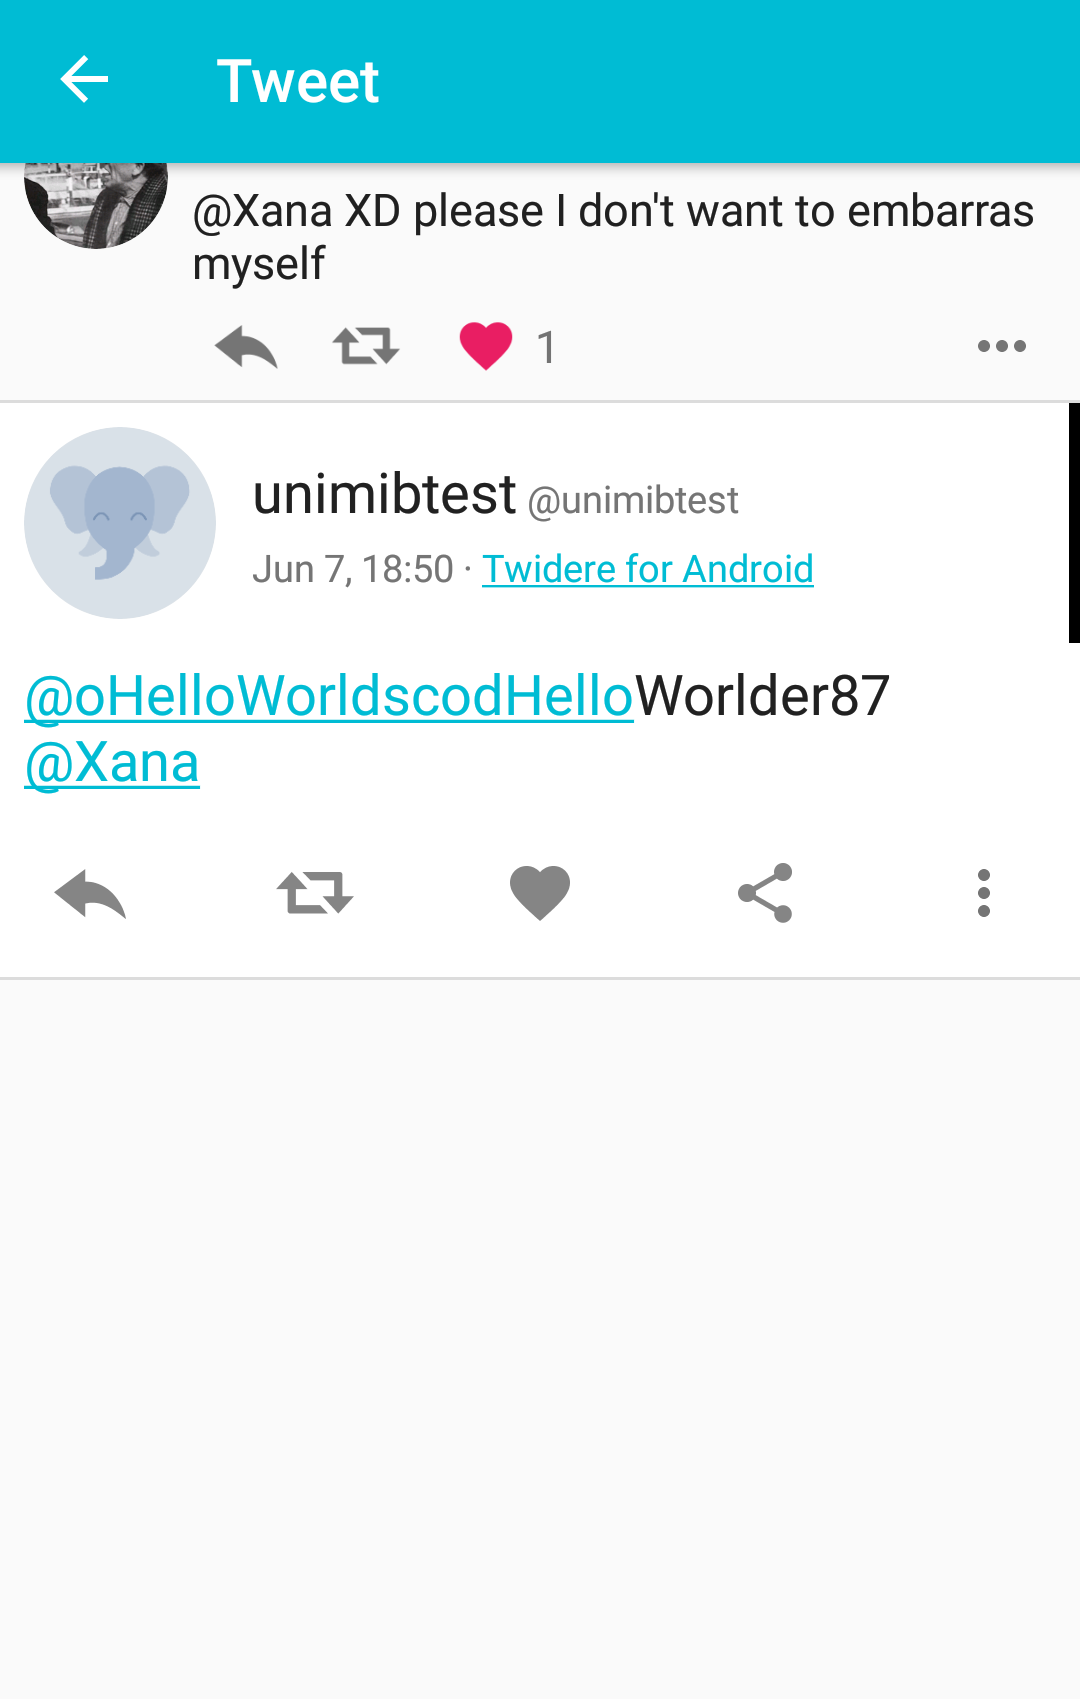 Tweet
@Xana XD please I don't want to embarras
myself
1
unimibtest @unimibtest
Jun 7, 18:50 · Twidere for Android
@oHelloWorldscodHelloWorlder87
@Xana